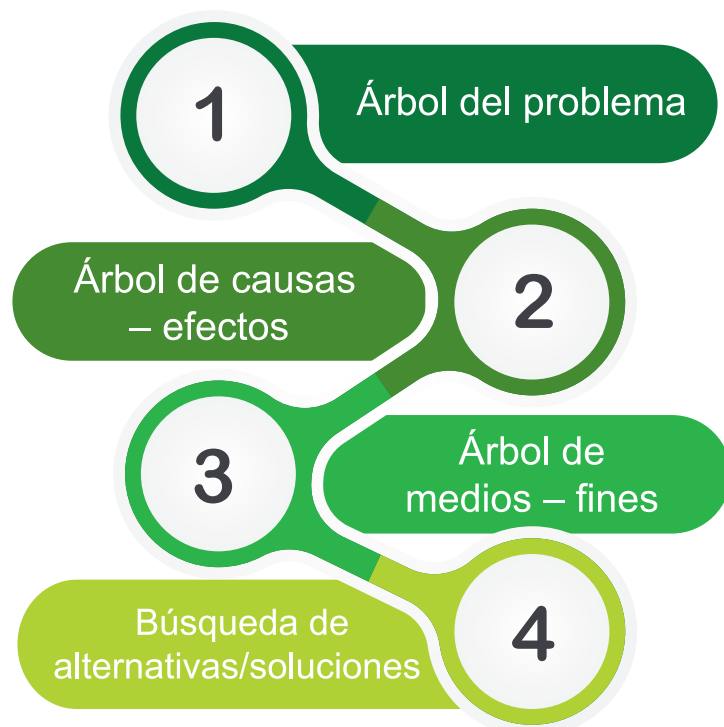 1
Árbol del problema
Árbol de causas
– efectos
2
3
Árbol de
medios – fines
Búsqueda de
alternativas/soluciones
4